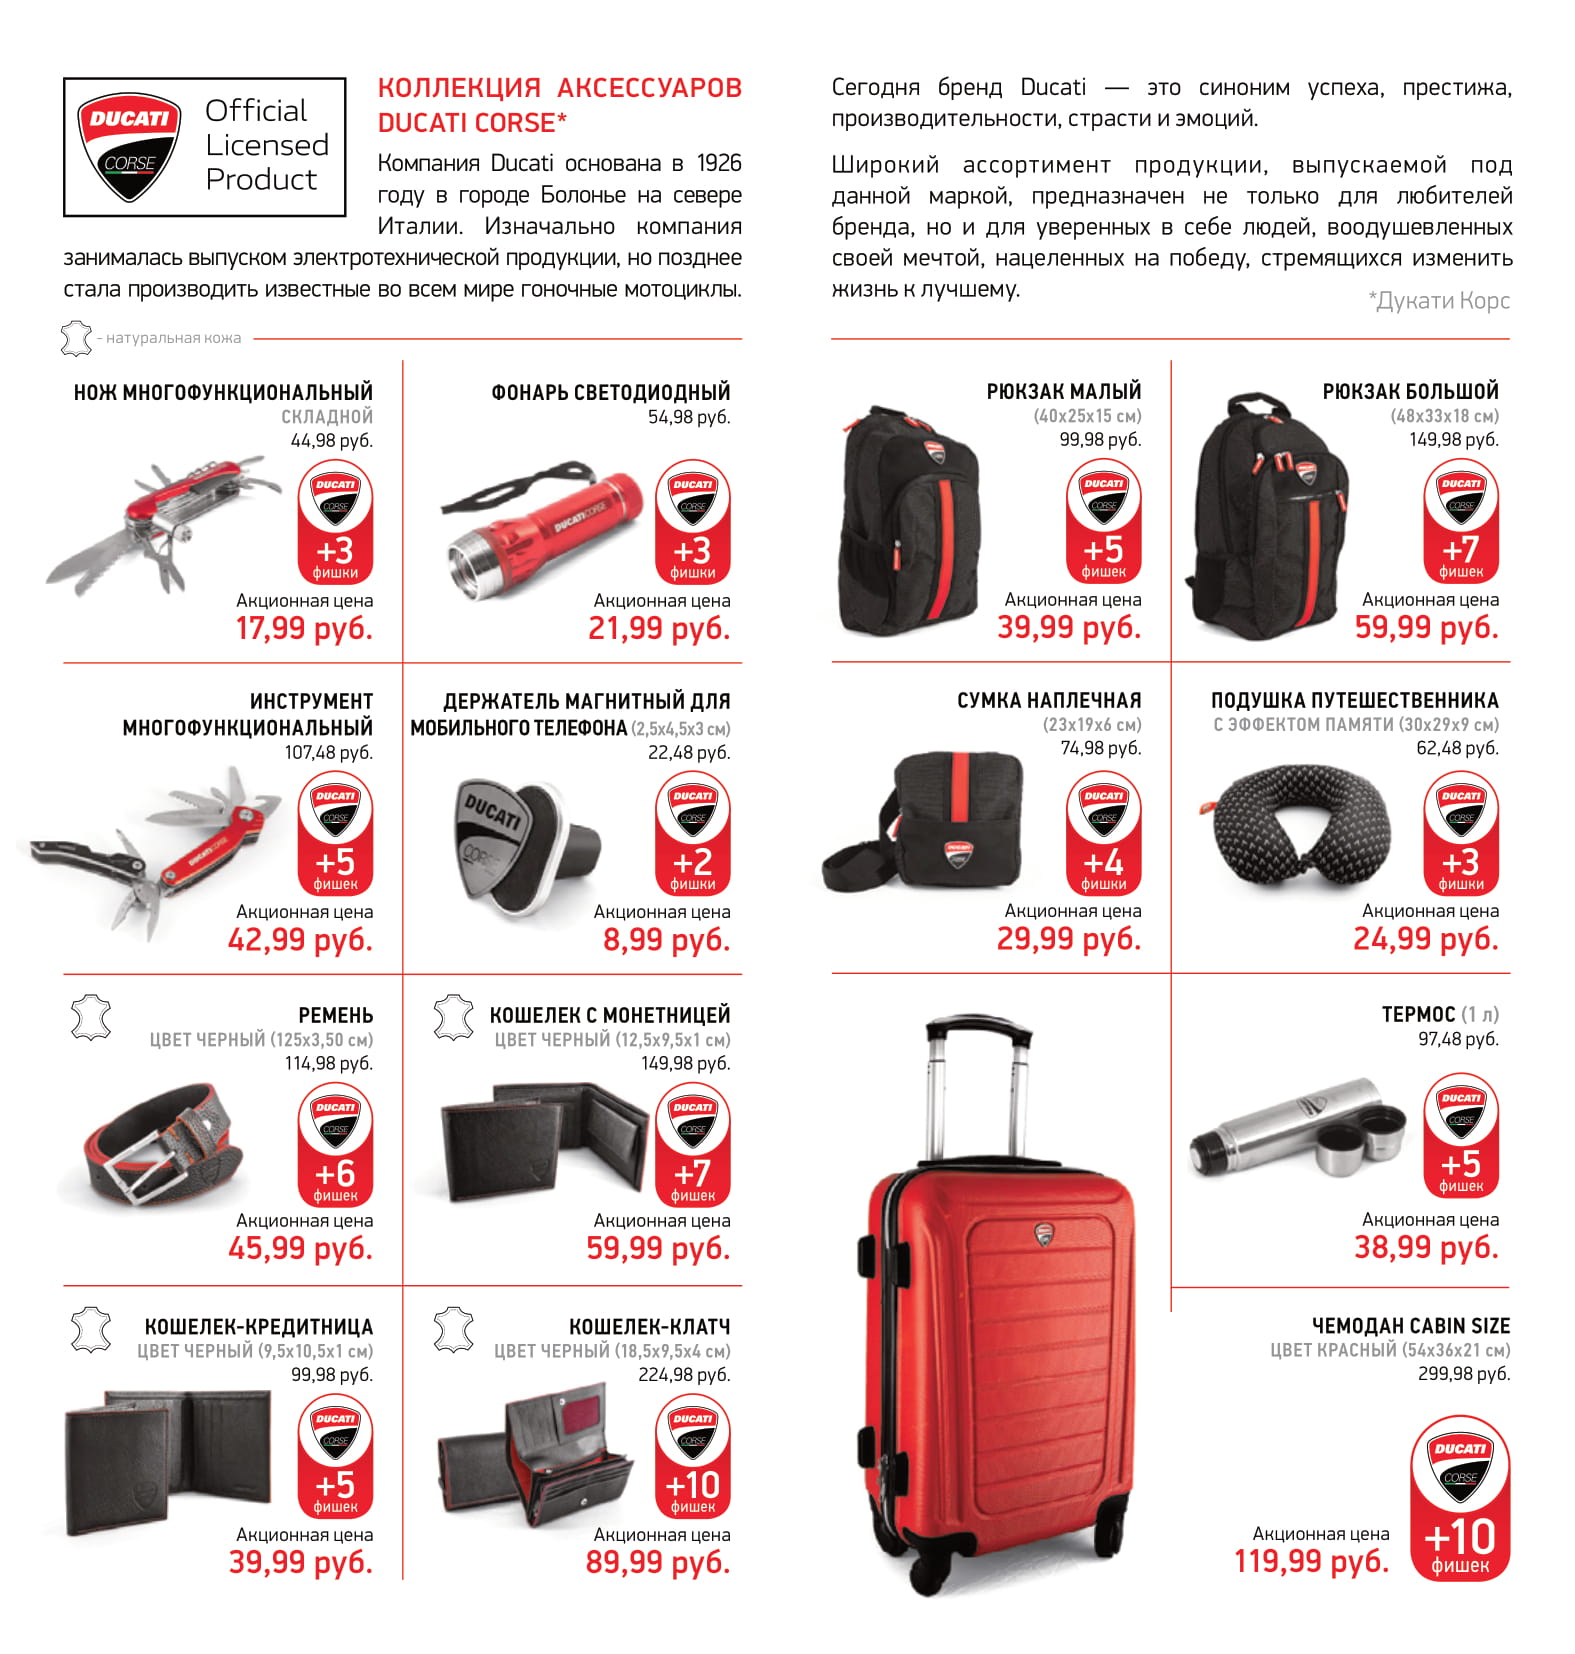 DUCATI
CORSE
Official
Licensed
Product
КОЛЛЕКЦИЯ АКСЕССУАРОВ
DUCATI CORSE*
Компания Ducati основана в 1926
году в городе Болонье на севере
Италии. Изначально компания
занималась выпуском электротехнической продукции, но позднее
стала производить известные во всем мире гоночные мотоциклы.
Сегодня бренд Ducati — это синоним успеха, престижа,
производительности, страсти и эмоций.
Широкий ассортимент продукции, выпускаемой под
данной маркой, предназначен не только для любителей
бренда, но и для уверенных в себе людей, воодушевленных
своей мечтой, нацеленных на победу, стремящихся изменить
жизнь к лучшему.
*Дукати Корс
- натуральная кожа
НОЖ МНОГОФУНКЦИОНАЛЬНЫЙ
СКЛАДНОЙ
44,98 руб.
DUCATI
CORSE
+3
фишки
Акционная цена
17,99 руб.
ФОНАРЬ СВЕТОДИОДНЫЙ
54,98 руб.
DUCATICORSE
DUCATI
CORSE
+3
фишки
Акционная цена
21,99 руб.
РЮКЗАК МАЛЫЙ
(40x25x15 см)
99,98 руб.
DUCATI
CORSE
+5
фишек
Акционная цена
39,99 руб.
РЮКЗАК БОЛЬШОЙ
(48x33x18 см)
149,98 руб.
DUCATI
CORSE
+7
фишек
Акционная цена
59,99 руб.
ИНСТРУМЕНТ
МНОГОФУНКЦИОНАЛЬНЫЙ
107,48 руб.
DUCATICORSE
DUCATI
CORSE
+5
фишек
Акционная цена
42,99 руб.
ДЕРЖАТЕЛЬ МАГНИТНЫЙ ДЛЯ
МОБИЛЬНОГО ТЕЛЕФОНА (2,5x4,5x3 см)
22,48 руб.
DUCATI
CORSE
DUCATI
CORSE
+2
фишки
Акционная цена
8,99 руб.
СУМКА НАПЛЕЧНАЯ
(23x19x6 см)
74,98 руб.
DUCATI
DUCATI
CORSE
+4
фишки
Акционная цена
29,99 руб.
ПОДУШКА ПУТЕШЕСТВЕННИКА
С ЭФФЕКТОМ ПАМЯТИ (30x29x9 см)
62,48 руб.
DUCATI
CORSE
+3
фишки
Акционная цена
24,99 руб.
РЕМЕНЬ
ЦВЕТ ЧЕРНЫЙ (125x3,50 см)
114,98 руб.
DUCATI
CORSE
+6
фишек
Акционная цена
45,99 руб.
КОШЕЛЕК С МОНЕТНИЦЕЙ
ЦВЕТ ЧЕРНЫЙ (12,5x9,5x1 см)
149,98 руб.
DUCATI
CORSE
+7
фишек
Акционная цена
59,99 руб.
ТЕРМОС (1 л)
97,48 руб.
DUCATI
CORSE
+5
фишек
Акционная цена
38,99 руб.
КОШЕЛЕК-КРЕДИТНИЦА
ЦВЕТ ЧЕРНЫЙ (9,5x10,5x1 см)
99,98 руб.
DUCATI
CORSE
+5
фишек
Акционная цена
39,99 руб.
КОШЕЛЕК-КЛАТЧ
ЦВЕТ ЧЕРНЫЙ (18,5x9,5x4 см)
224,98 руб.
DUCATI
CORSE
+10
фишек
Акционная цена
89,99 руб.
ЧЕМОДАН CABIN SIZE
ЦВЕТ КРАСНЫЙ (54x36x21 см)
299,98 руб.
DUCATI
CORSE
+10
фишек
Акционная цена
119,99 руб.